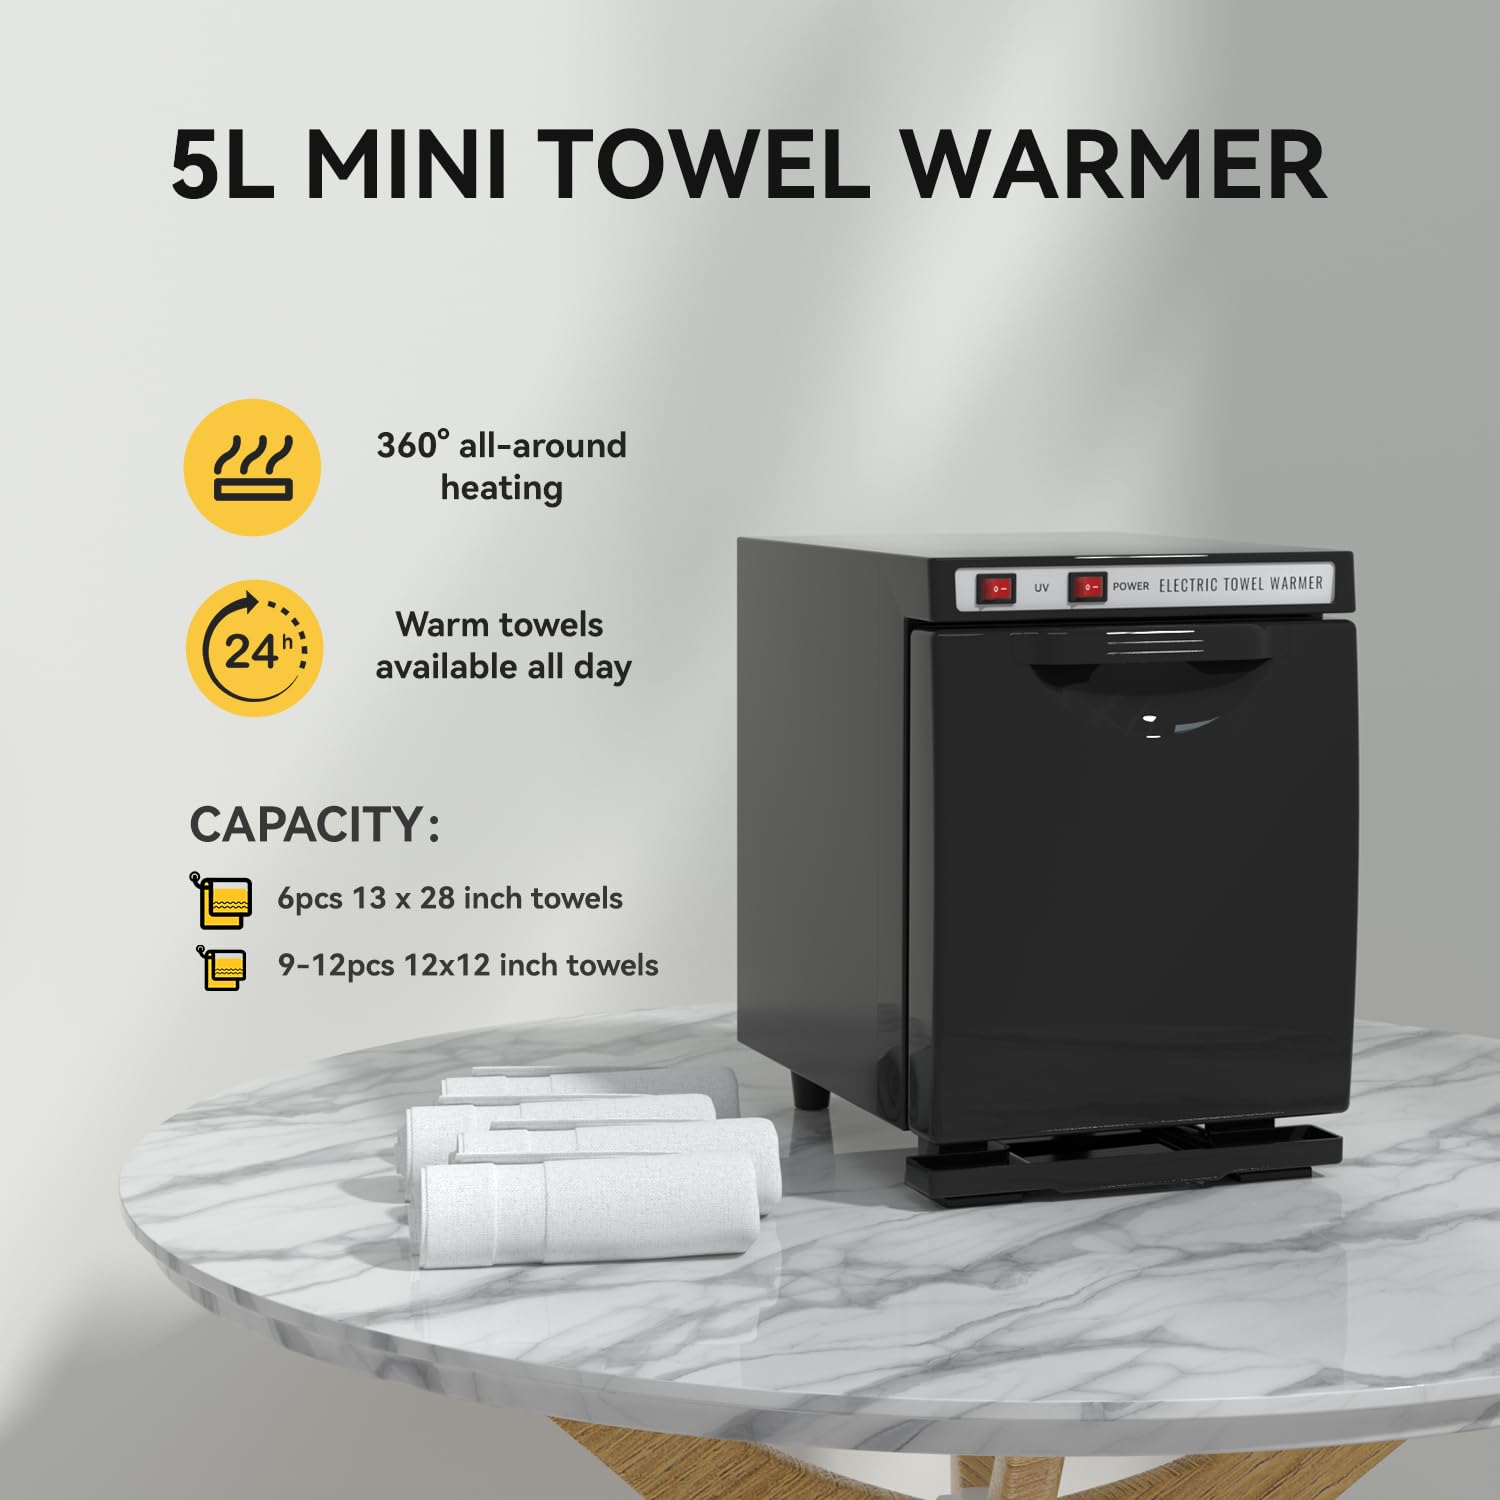 5L MINI TOWEL WARMER
360° all-around
heating
24h
Warm towels
available all day
CAPACITY:
6pcs 13 x 28 inch towels
9-12pcs 12x12 inch towels
UV POWER ELECTRIC TOWEL WARMER